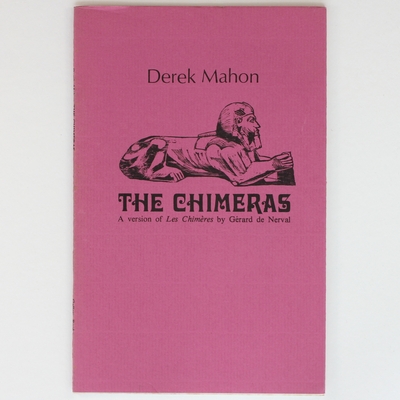 Derek Mahon
THE CHIMERAS
A version of Les Chimères by Gérard de Nerval